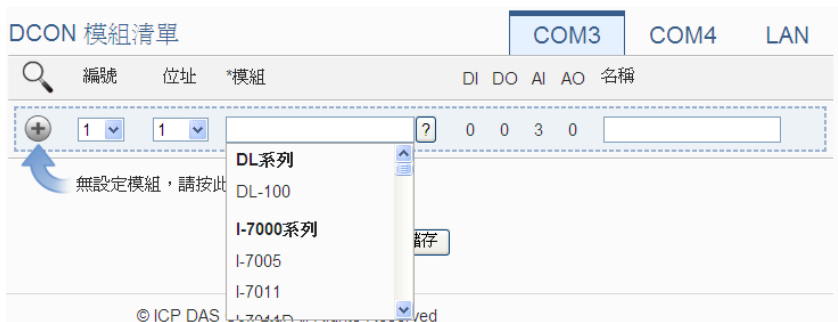 DCON 模組清單 COM3 COM4 LAN
編號 位址 *模組 DI DO AI AO 名稱
1 1 ? 0 0 3 0
DL系列
無設定模組，請按此
DL-100
I-7000系列
儲存
I-7005
I-7011
© ICP DAS